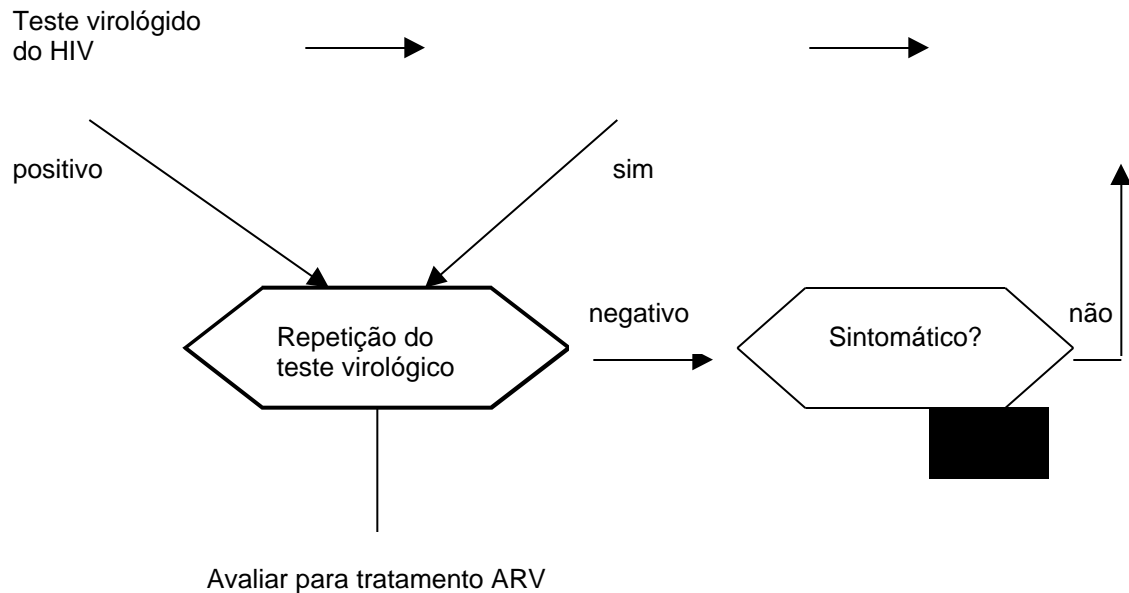 Teste virológido
do HIV
positivo
sim
Repetição do
teste virológico
negativo
Sintomático?
não
Avaliar para tratamento ARV